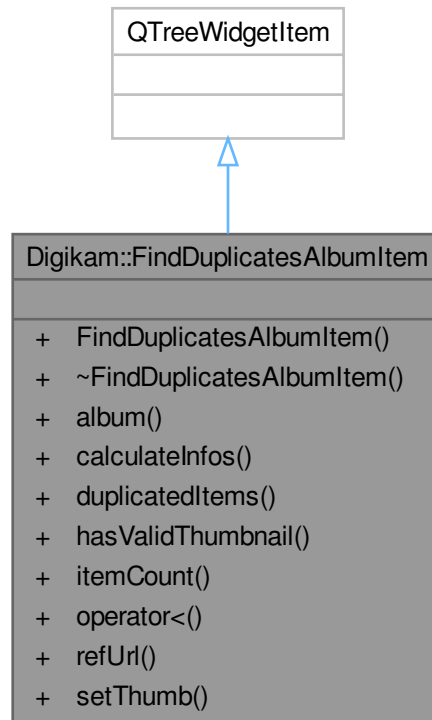 QTreeWidgetItem
Digikam::FindDuplicatesAlbumItem
+ FindDuplicatesAlbumItem()
+ ~FindDuplicatesAlbumItem()
+ album()
+ calculateInfos()
+ duplicatedItems()
+ hasValidThumbnail()
+ itemCount()
+ operator<()
+ refUrl()
+ setThumb()